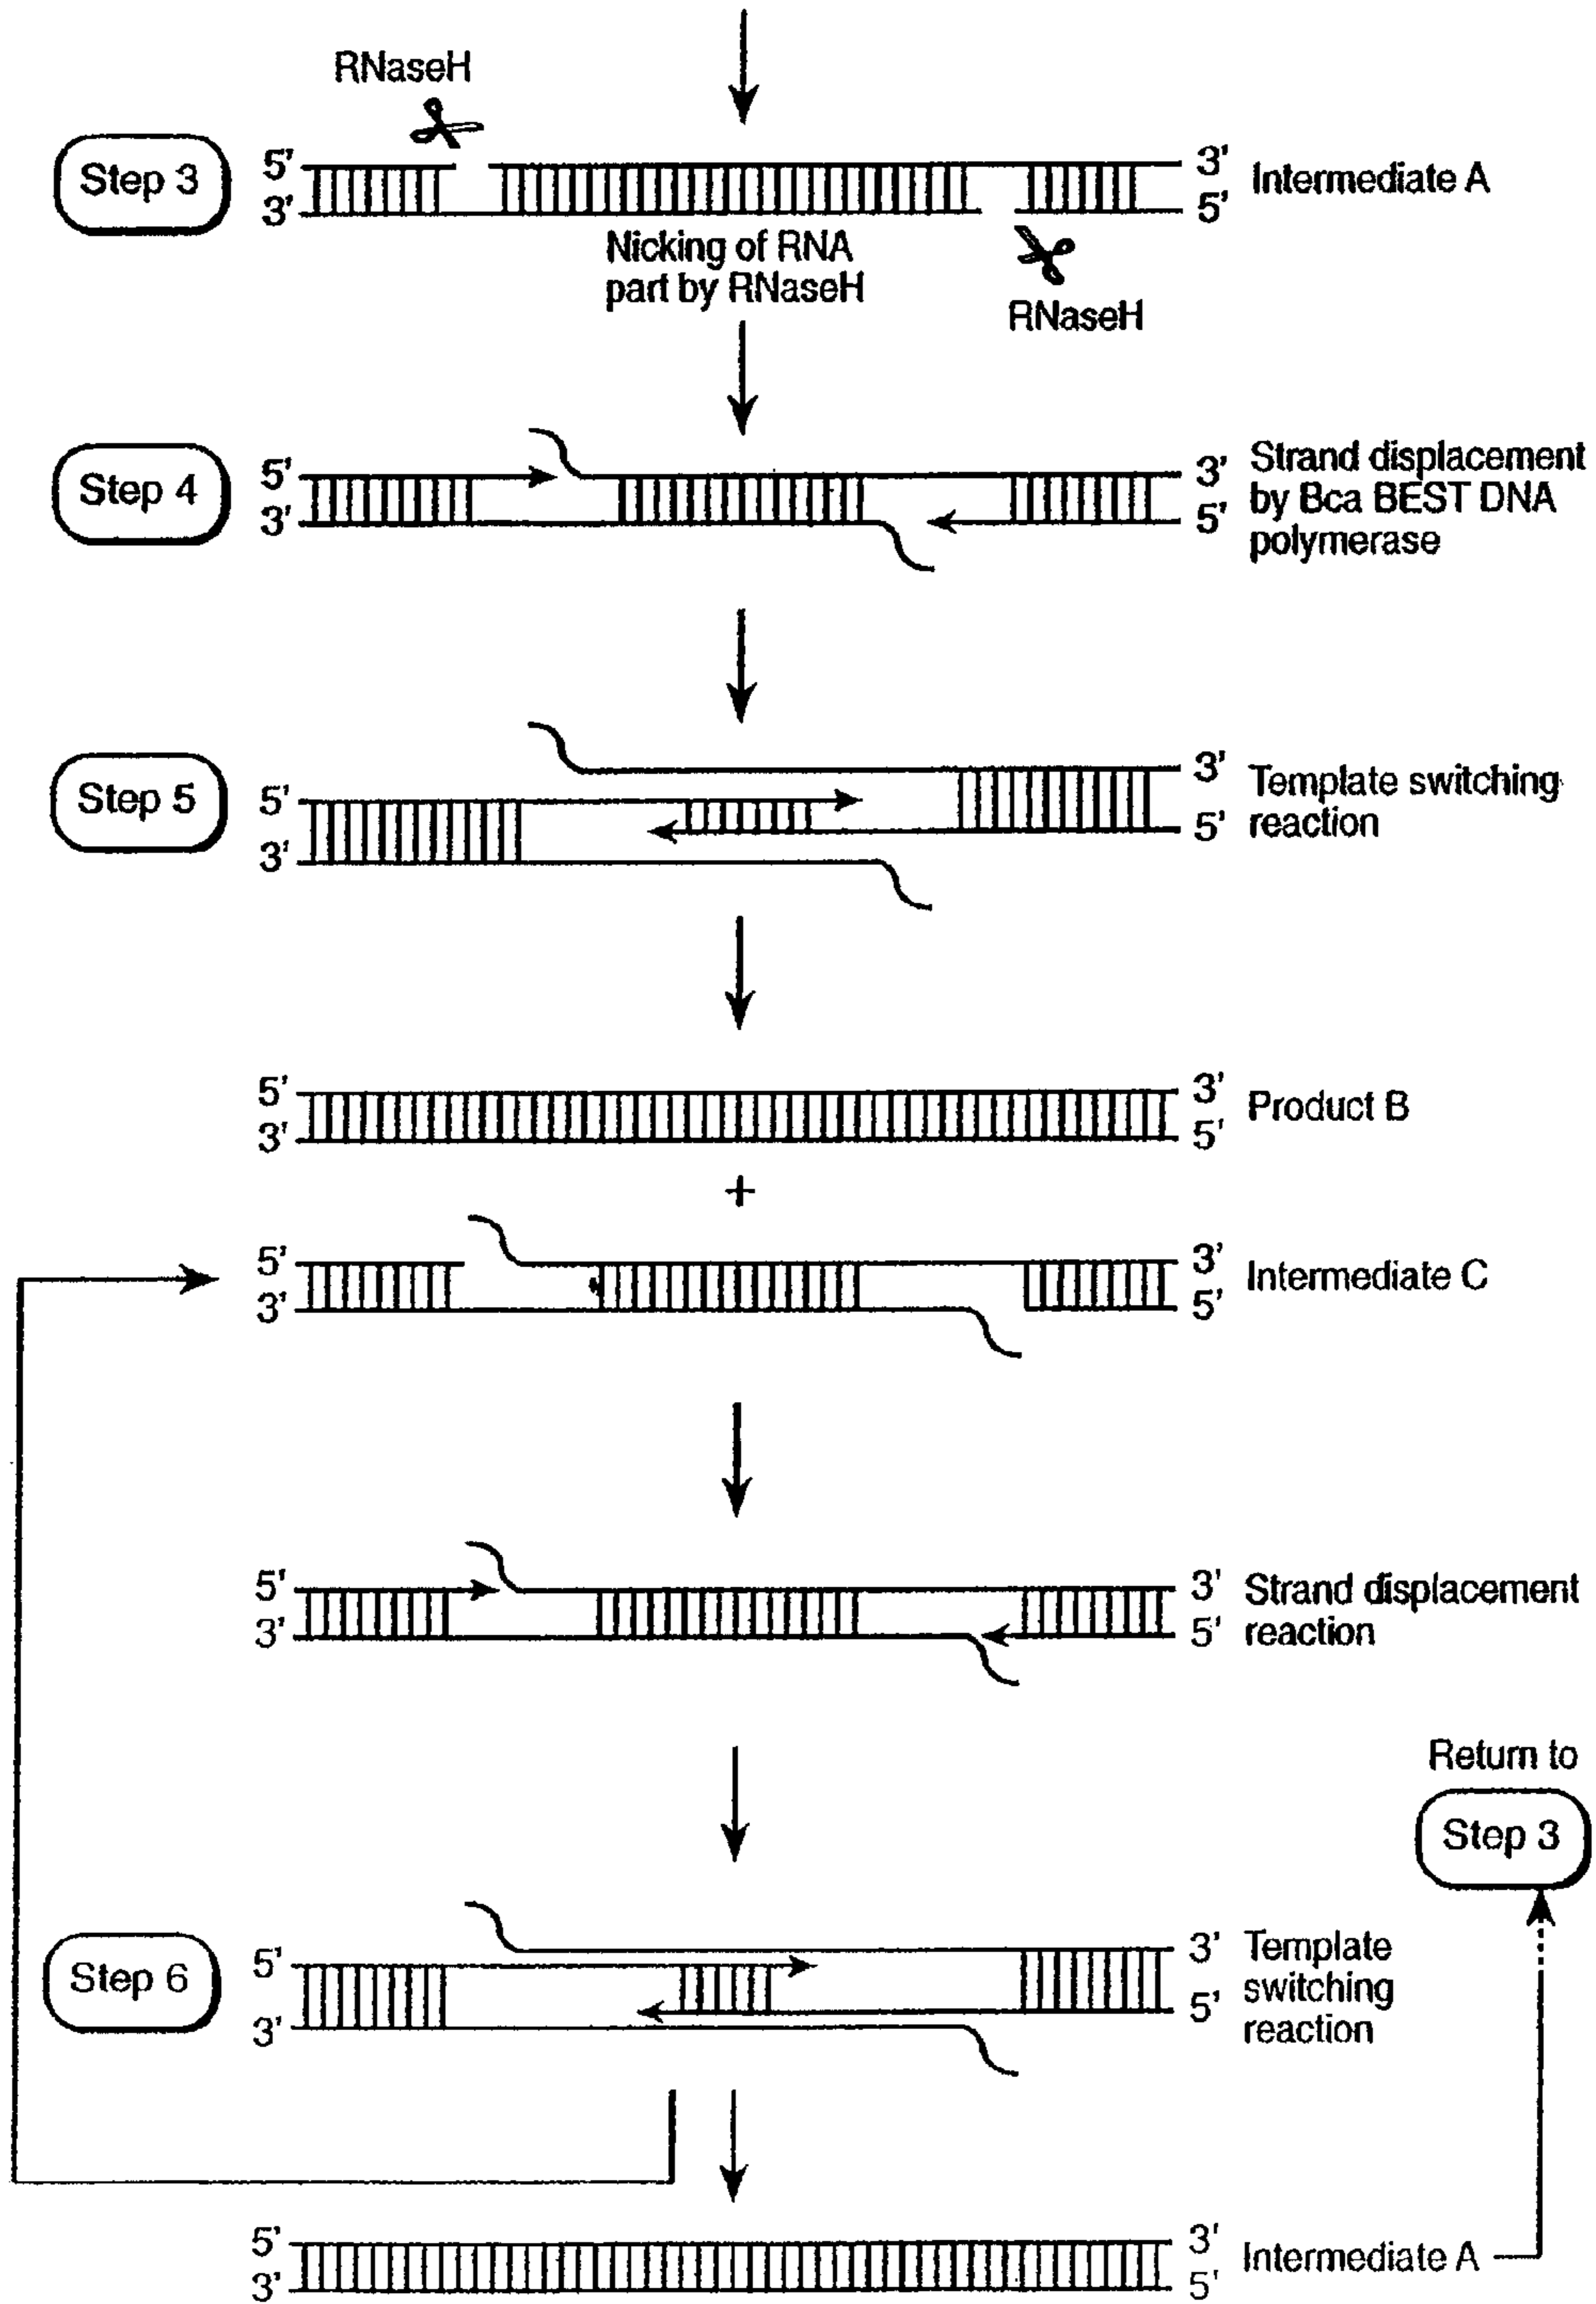 RNaseH
Step 3
5'
3'
3'
5'
Intermediate A
Nicking of RNA
part by RNaseH
RNaseH
Step 4
5'
3'
3'
5'
Strand displacement
by Bca BEST DNA
polymerase
Step 5
5'
3'
3'
5'
Template switching
reaction
5'
3'
3'
5'
Product B
+
5'
3'
3'
5'
Intermediate C
5'
3'
3'
5'
Strand displacement
reaction
Return to
Step 3
Step 6
5'
3'
3'
5'
Template
switching
reaction
5'
3'
3'
5'
Intermediate A